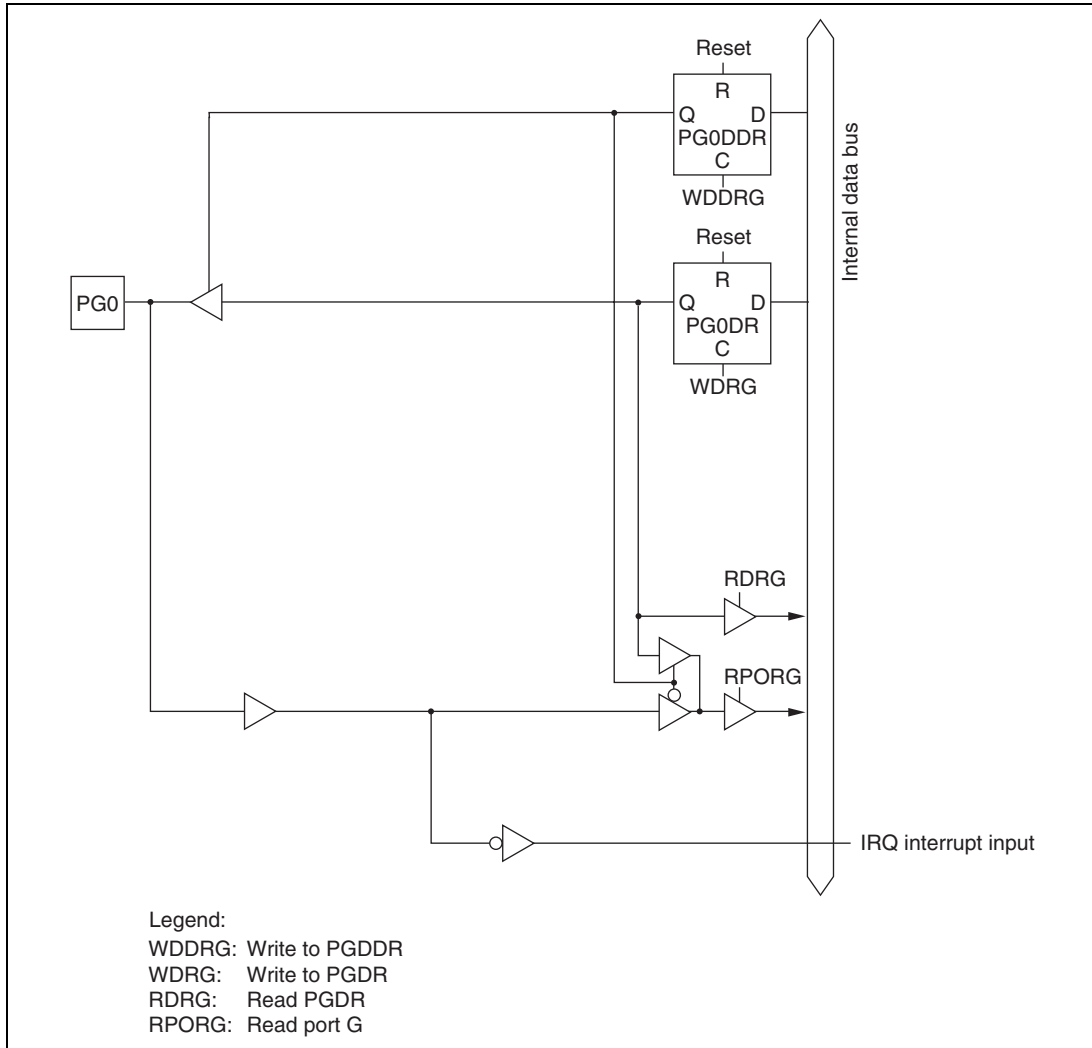 Reset
R
Q D
PG0DDR
C
WDDRG
Internal data bus
Reset
R
PG0
Q D
PG0DR
C
WDRG
RDRG
RPORG
IRQ interrupt input
Legend:
WDDRG: Write to PGDDR
WDRG: Write to PGDR
RDRG: Read PGDR
RPORG: Read port G